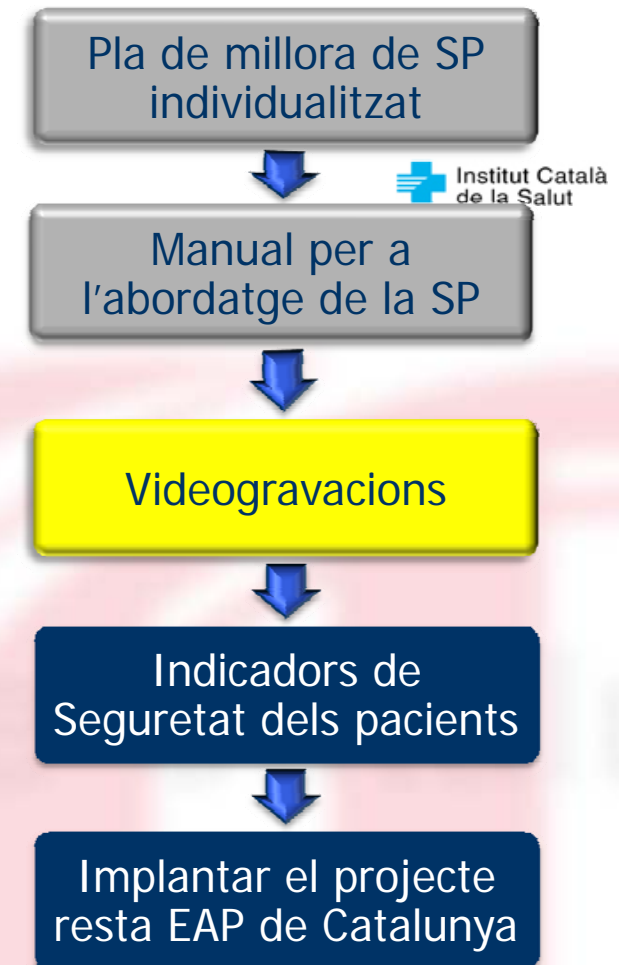 Pla de millora de SP
individualitzat
Institut Català
de la Salut
Manual per a
l'abordatge de la SP
Videogravacions
Indicadors de
Seguretat dels pacients
Implantar el projecte
resta EAP de Catalunya